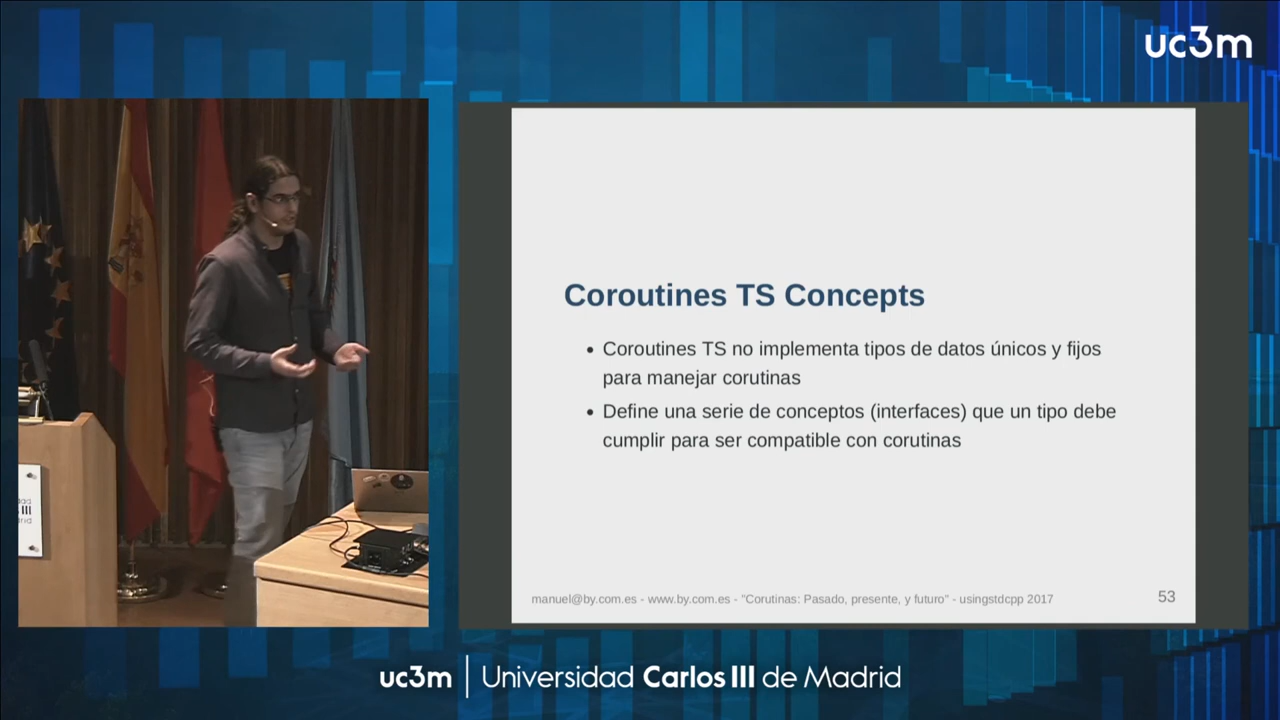 uc3m
Coroutines TS Concepts
• Coroutines TS no implementa tipos de datos únicos y fijos
para manejar corutinas
• Define una serie de conceptos (interfaces) que un tipo debe
cumplir para ser compatible con corutinas
manuel@by.com.es - www.by.com.es - "Corutinas: Pasado, presente, y futuro" - usingstdcpp 2017
53
III
uc3m | Universidad Carlos III de Madrid